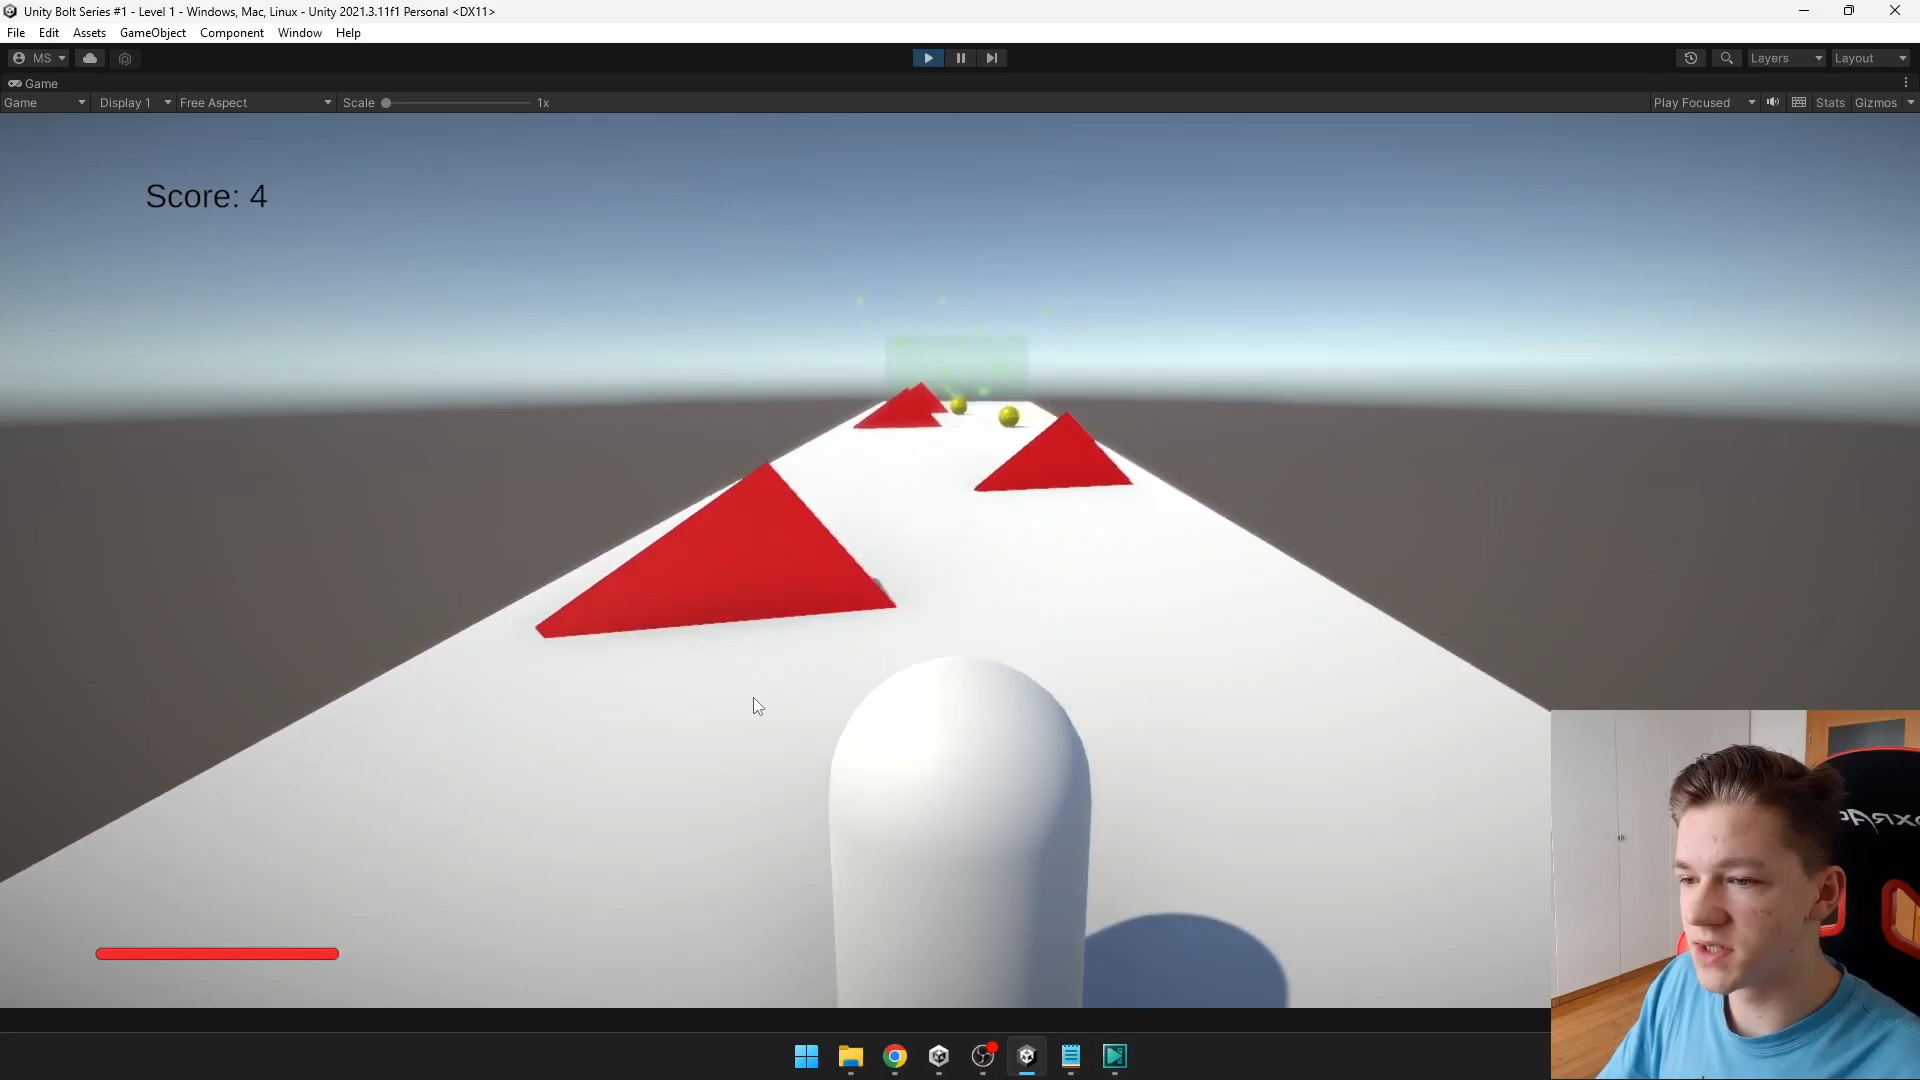 Unity Bolt Series #1 - Level 1 - Windows, Mac, Linux - Unity 2021.3.11f1 Personal <DX11>
File Edit Assets GameObject Component Window Help
MS Layers Layout
Game
Game Display 1 Free Aspect Scale 1x Play Focused Stats Gizmos
Score: 4